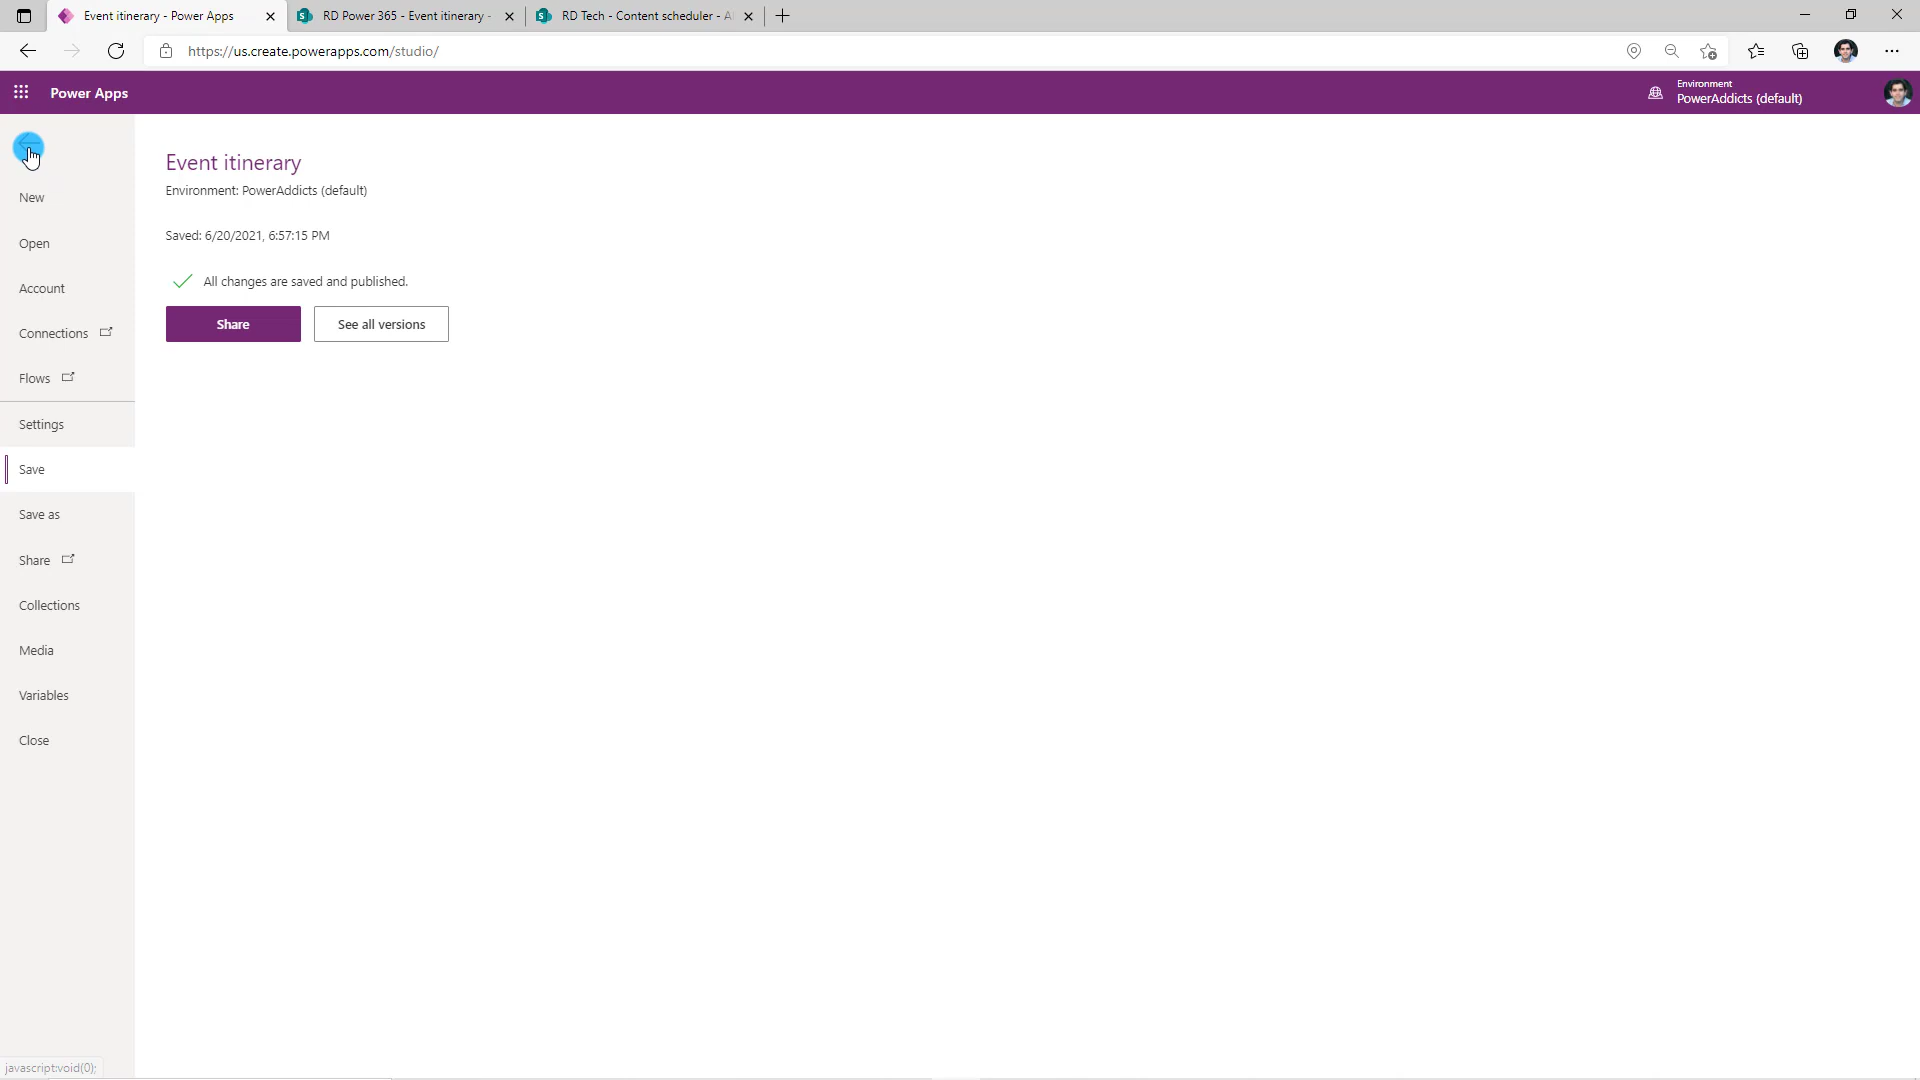 Event itinerary - Power Apps
RD Power 365 - Event itinerary -
RD Tech - Content scheduler - Al
https://us.create.powerapps.com/studio/
Power Apps
Environment
PowerAddicts (default)
New
Open
Account
Connections
Flows
Settings
Save
Save as
Share
Collections
Media
Variables
Close
Event itinerary
Environment: PowerAddicts (default)
Saved: 6/20/2021, 6:57:15 PM
All changes are saved and published.
Share
See all versions
javascript:void(0);